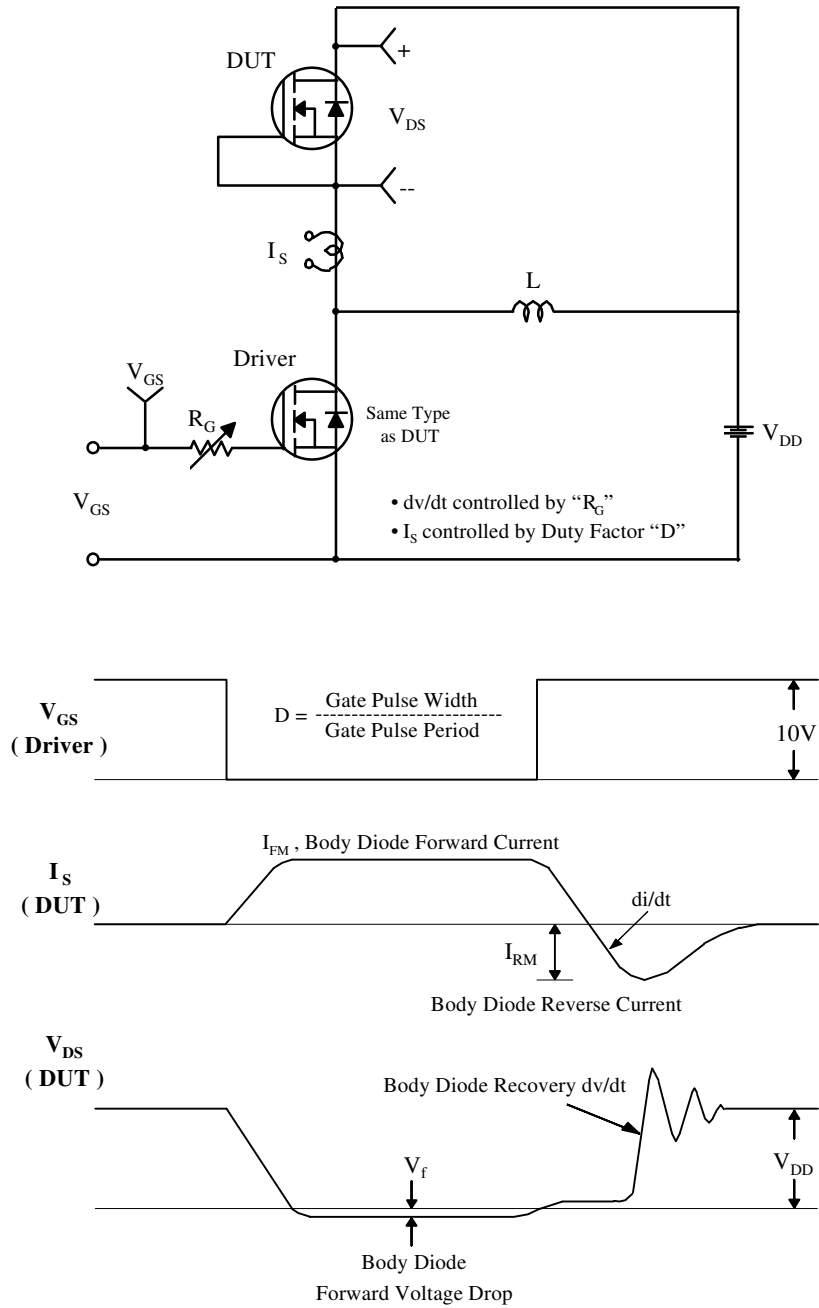 DUT
+
V_DS
--
I_S
L
Driver
V_GS
R_G
Same Type
as DUT
V_DD
V_GS
• dv/dt controlled by “R_G”
• I_S controlled by Duty Factor “D”
V_GS
( Driver )
D = Gate Pulse Width
--------------------------
Gate Pulse Period
10V
I_FM , Body Diode Forward Current
I_S
( DUT )
di/dt
I_RM
Body Diode Reverse Current
V_DS
( DUT )
Body Diode Recovery dv/dt
V_f
V_DD
Body Diode
Forward Voltage Drop